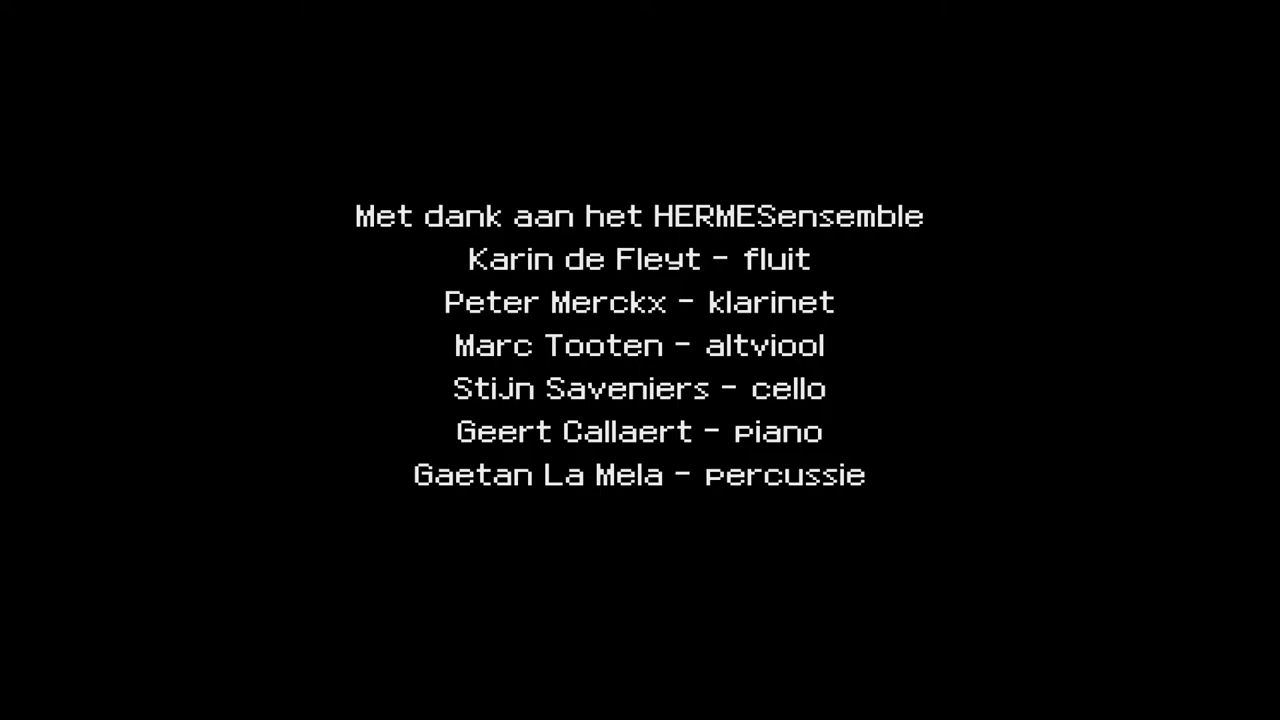 Met dank aan het HERMESensemble
Karin de Fleyt - fluit
Peter Merckx - klarinet
Marc Tooten - altviool
Stijn Saveniers - cello
Geert Callaert - piano
Gaetan La Mela - percussie